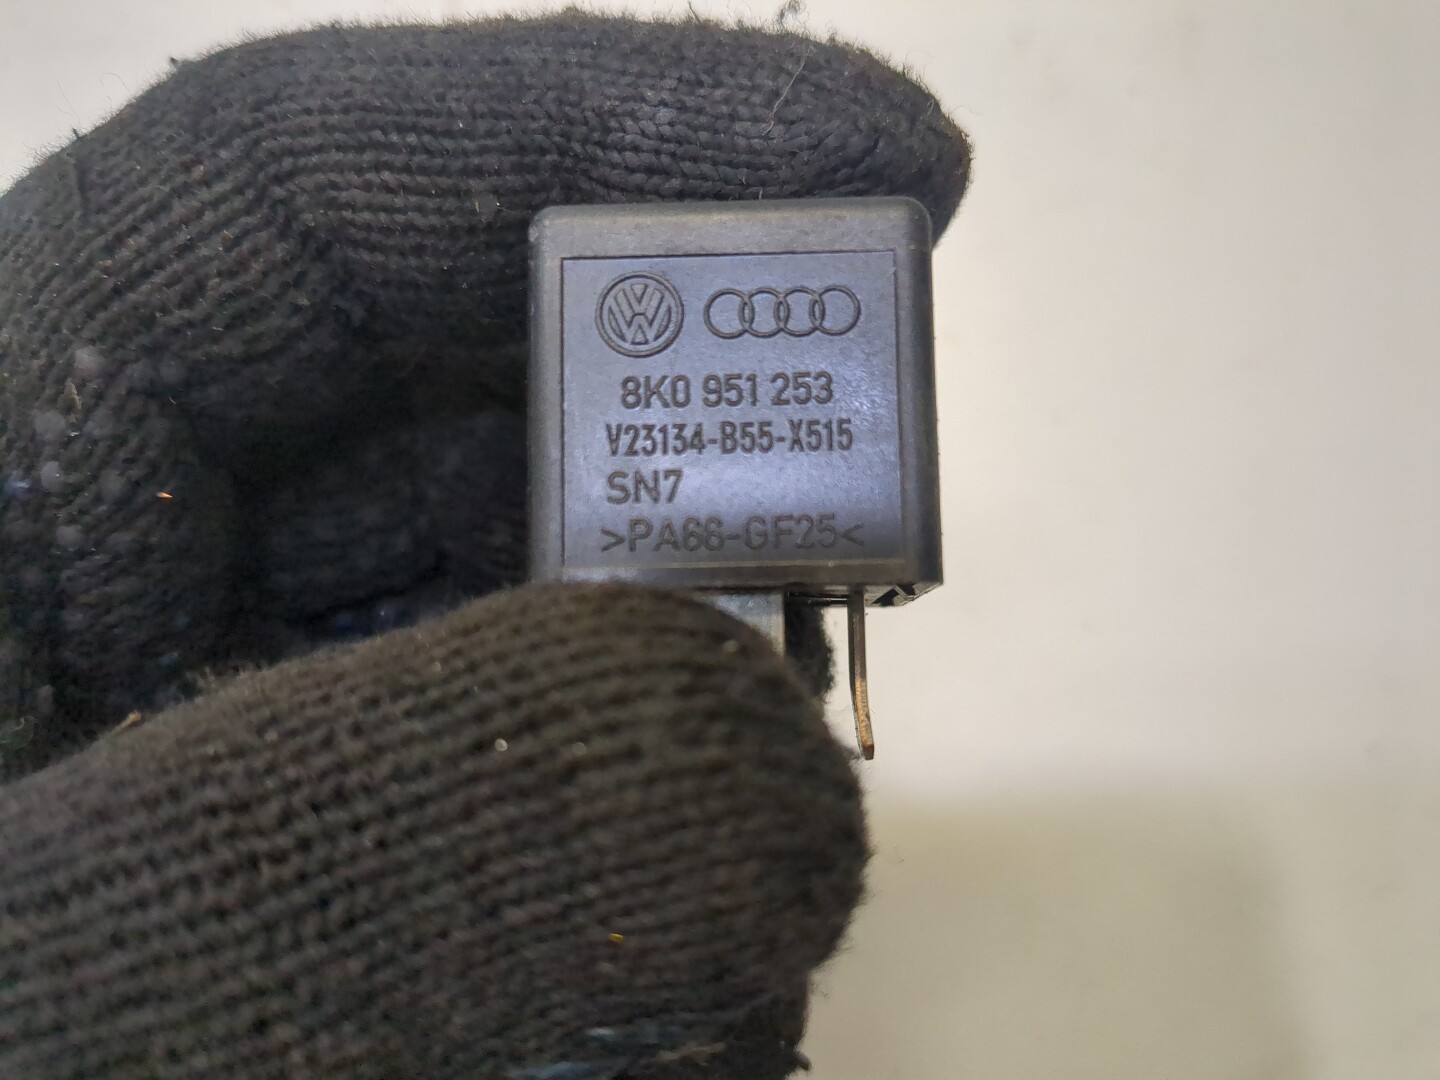 8K0 951 253
V23134-B55-X515
SN7
>PA66-GF25<